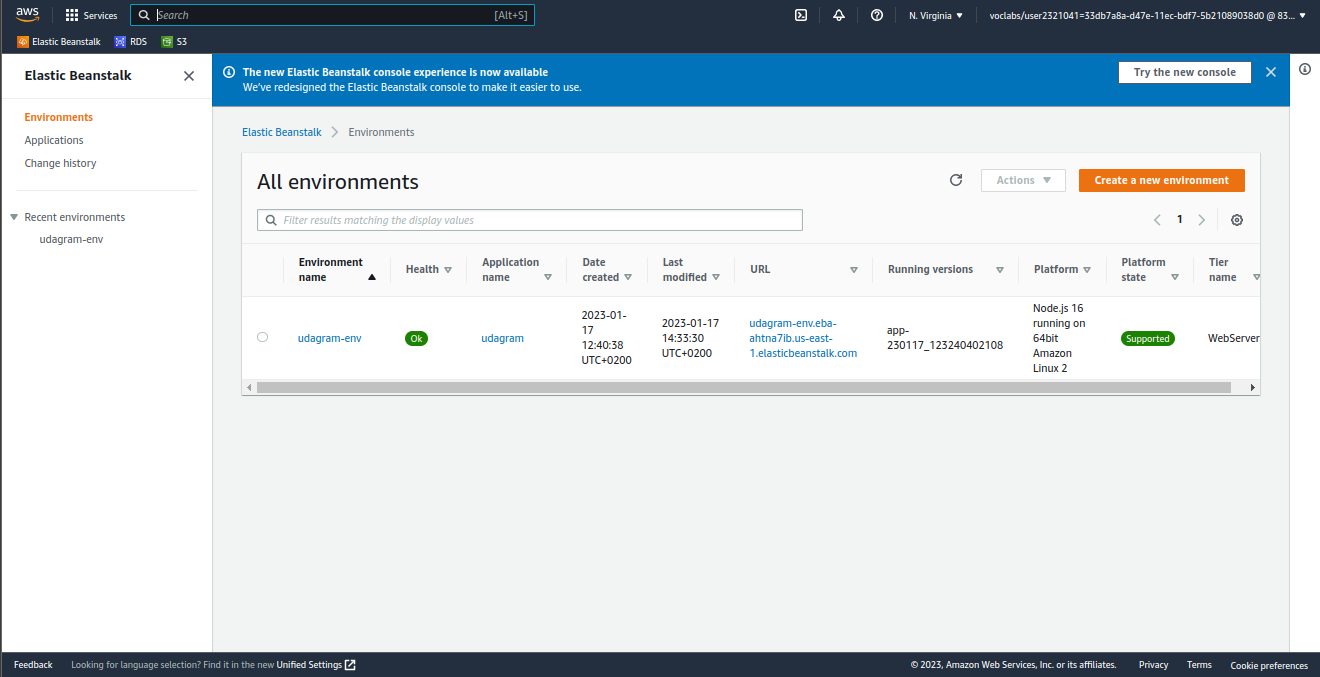 aws
Services
Search
[Alt+S]
N. Virginia
voclabs/user2321041=33db7a8a-d47e-11ec-bdf7-5b21089038d0 @ 83...
Elastic Beanstalk
RDS
S3
Elastic Beanstalk
Environments
Applications
Change history
Recent environments
udagram-env
The new Elastic Beanstalk console experience is now available
We've redesigned the Elastic Beanstalk console to make it easier to use.
Try the new console
Elastic Beanstalk
Environments
All environments
Actions
Create a new environment
Filter results matching the display values
1
Environment
name
Health
Application
name
Date
created
Last
modified
URL
Running versions
Platform
Platform
state
Tier
name
udagram-env
Ok
udagram
2023-01-
17
12:40:38
UTC+0200
2023-01-17
14:33:30
UTC+0200
udagram-env.eba-
ahtna7ib.us-east-
1.elasticbeanstalk.com
app-
230117_123240402108
Node.js 16
running on
64bit
Amazon
Linux 2
Supported
WebServer
Feedback
Looking for language selection? Find it in the new Unified Settings
© 2023, Amazon Web Services, Inc. or its affiliates.
Privacy
Terms
Cookie preferences